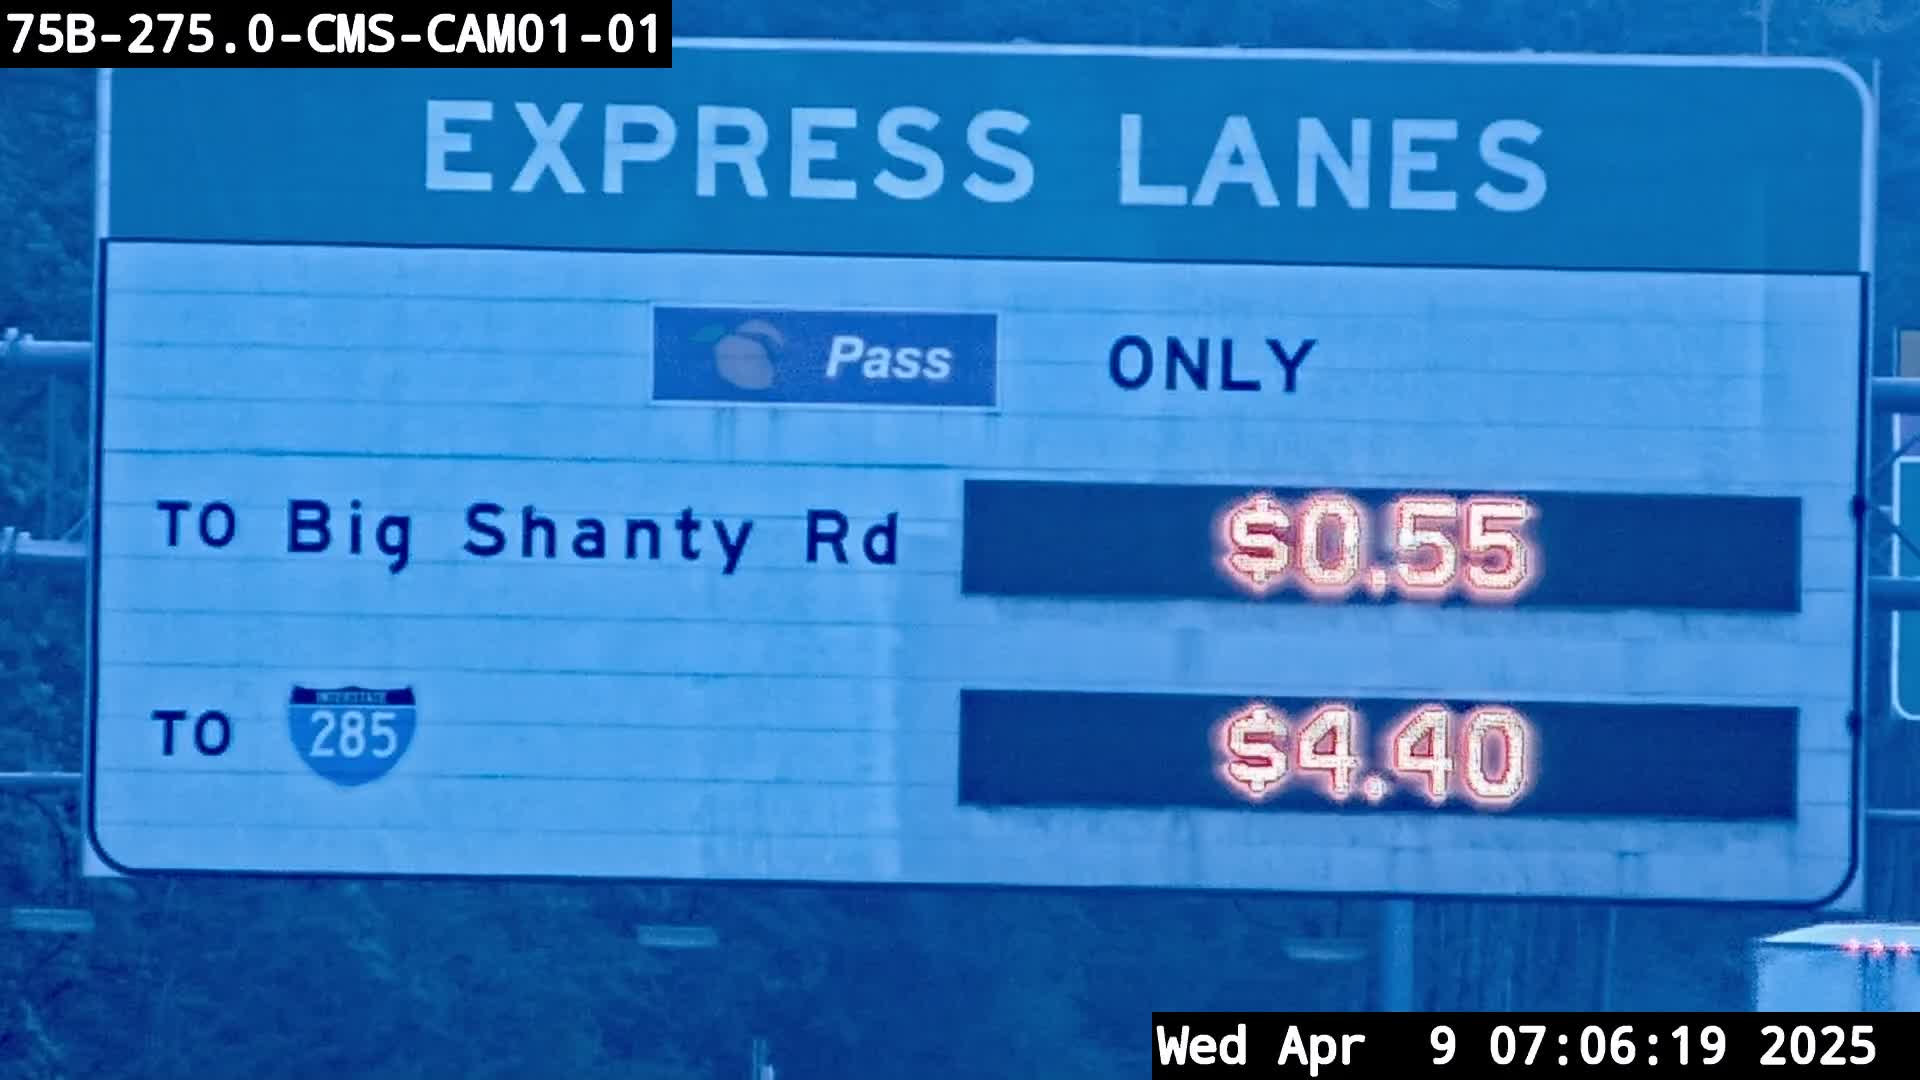 75B-275.0-CMS-CAM01-01
EXPRESS LANES
Pass ONLY
TO Big Shanty Rd $0.55
TO 285 $4.40
Wed Apr 9 07:06:19 2025